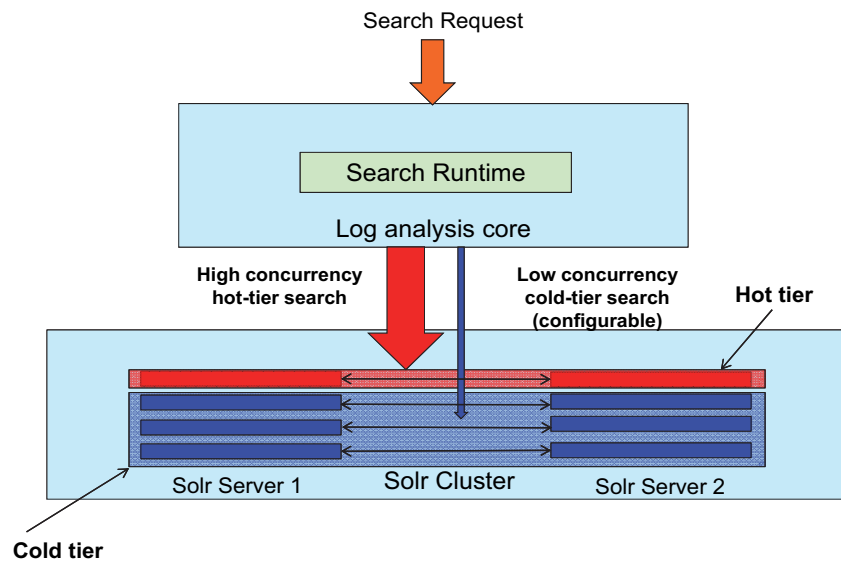 Search Request
Search Runtime
Log analysis core
High concurrency
hot-tier search
Low concurrency
cold-tier search
(configurable)
Hot tier
Solr Server 1
Solr Cluster
Solr Server 2
Cold tier